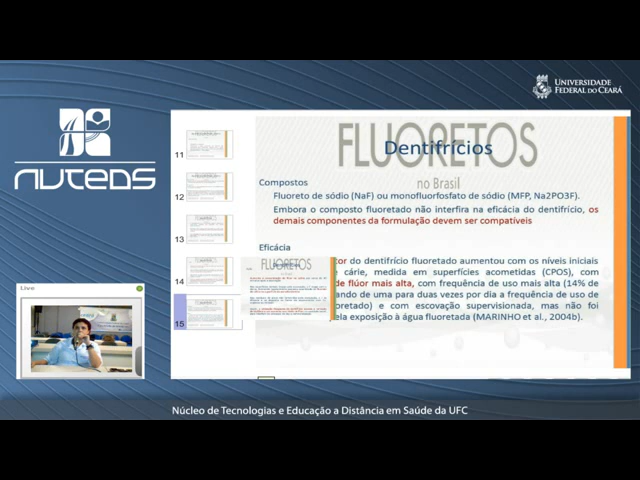 UNIVERSIDADE
FEDERAL DO CEARÁ
NUTEDS
FLUORETOS
no Brasil
Dentifrícios
11
12
13
14
15
Compostos
Fluoreto de sódio (NaF) ou monofluorfosfato de sódio (MFP, Na2PO3F).
Embora o composto fluoretado não interfira na eficácia do dentifrício, os
demais componentes da formulação devem ser compatíveis
Eficácia
tor do dentifrício fluoretado aumentou com os níveis iniciais
cárie, medida em superfícies acometidas (CPOS), com
de flúor mais alta, com frequência de uso mais alta (14% de
ando de uma para duas vezes por dia a frequência de uso de
oretado) e com escovação supervisionada, mas não foi
ela exposição à água fluoretada (MARINHO et al., 2004b).
Live
Núcleo de Tecnologias e Educação a Distância em Saúde da UFC